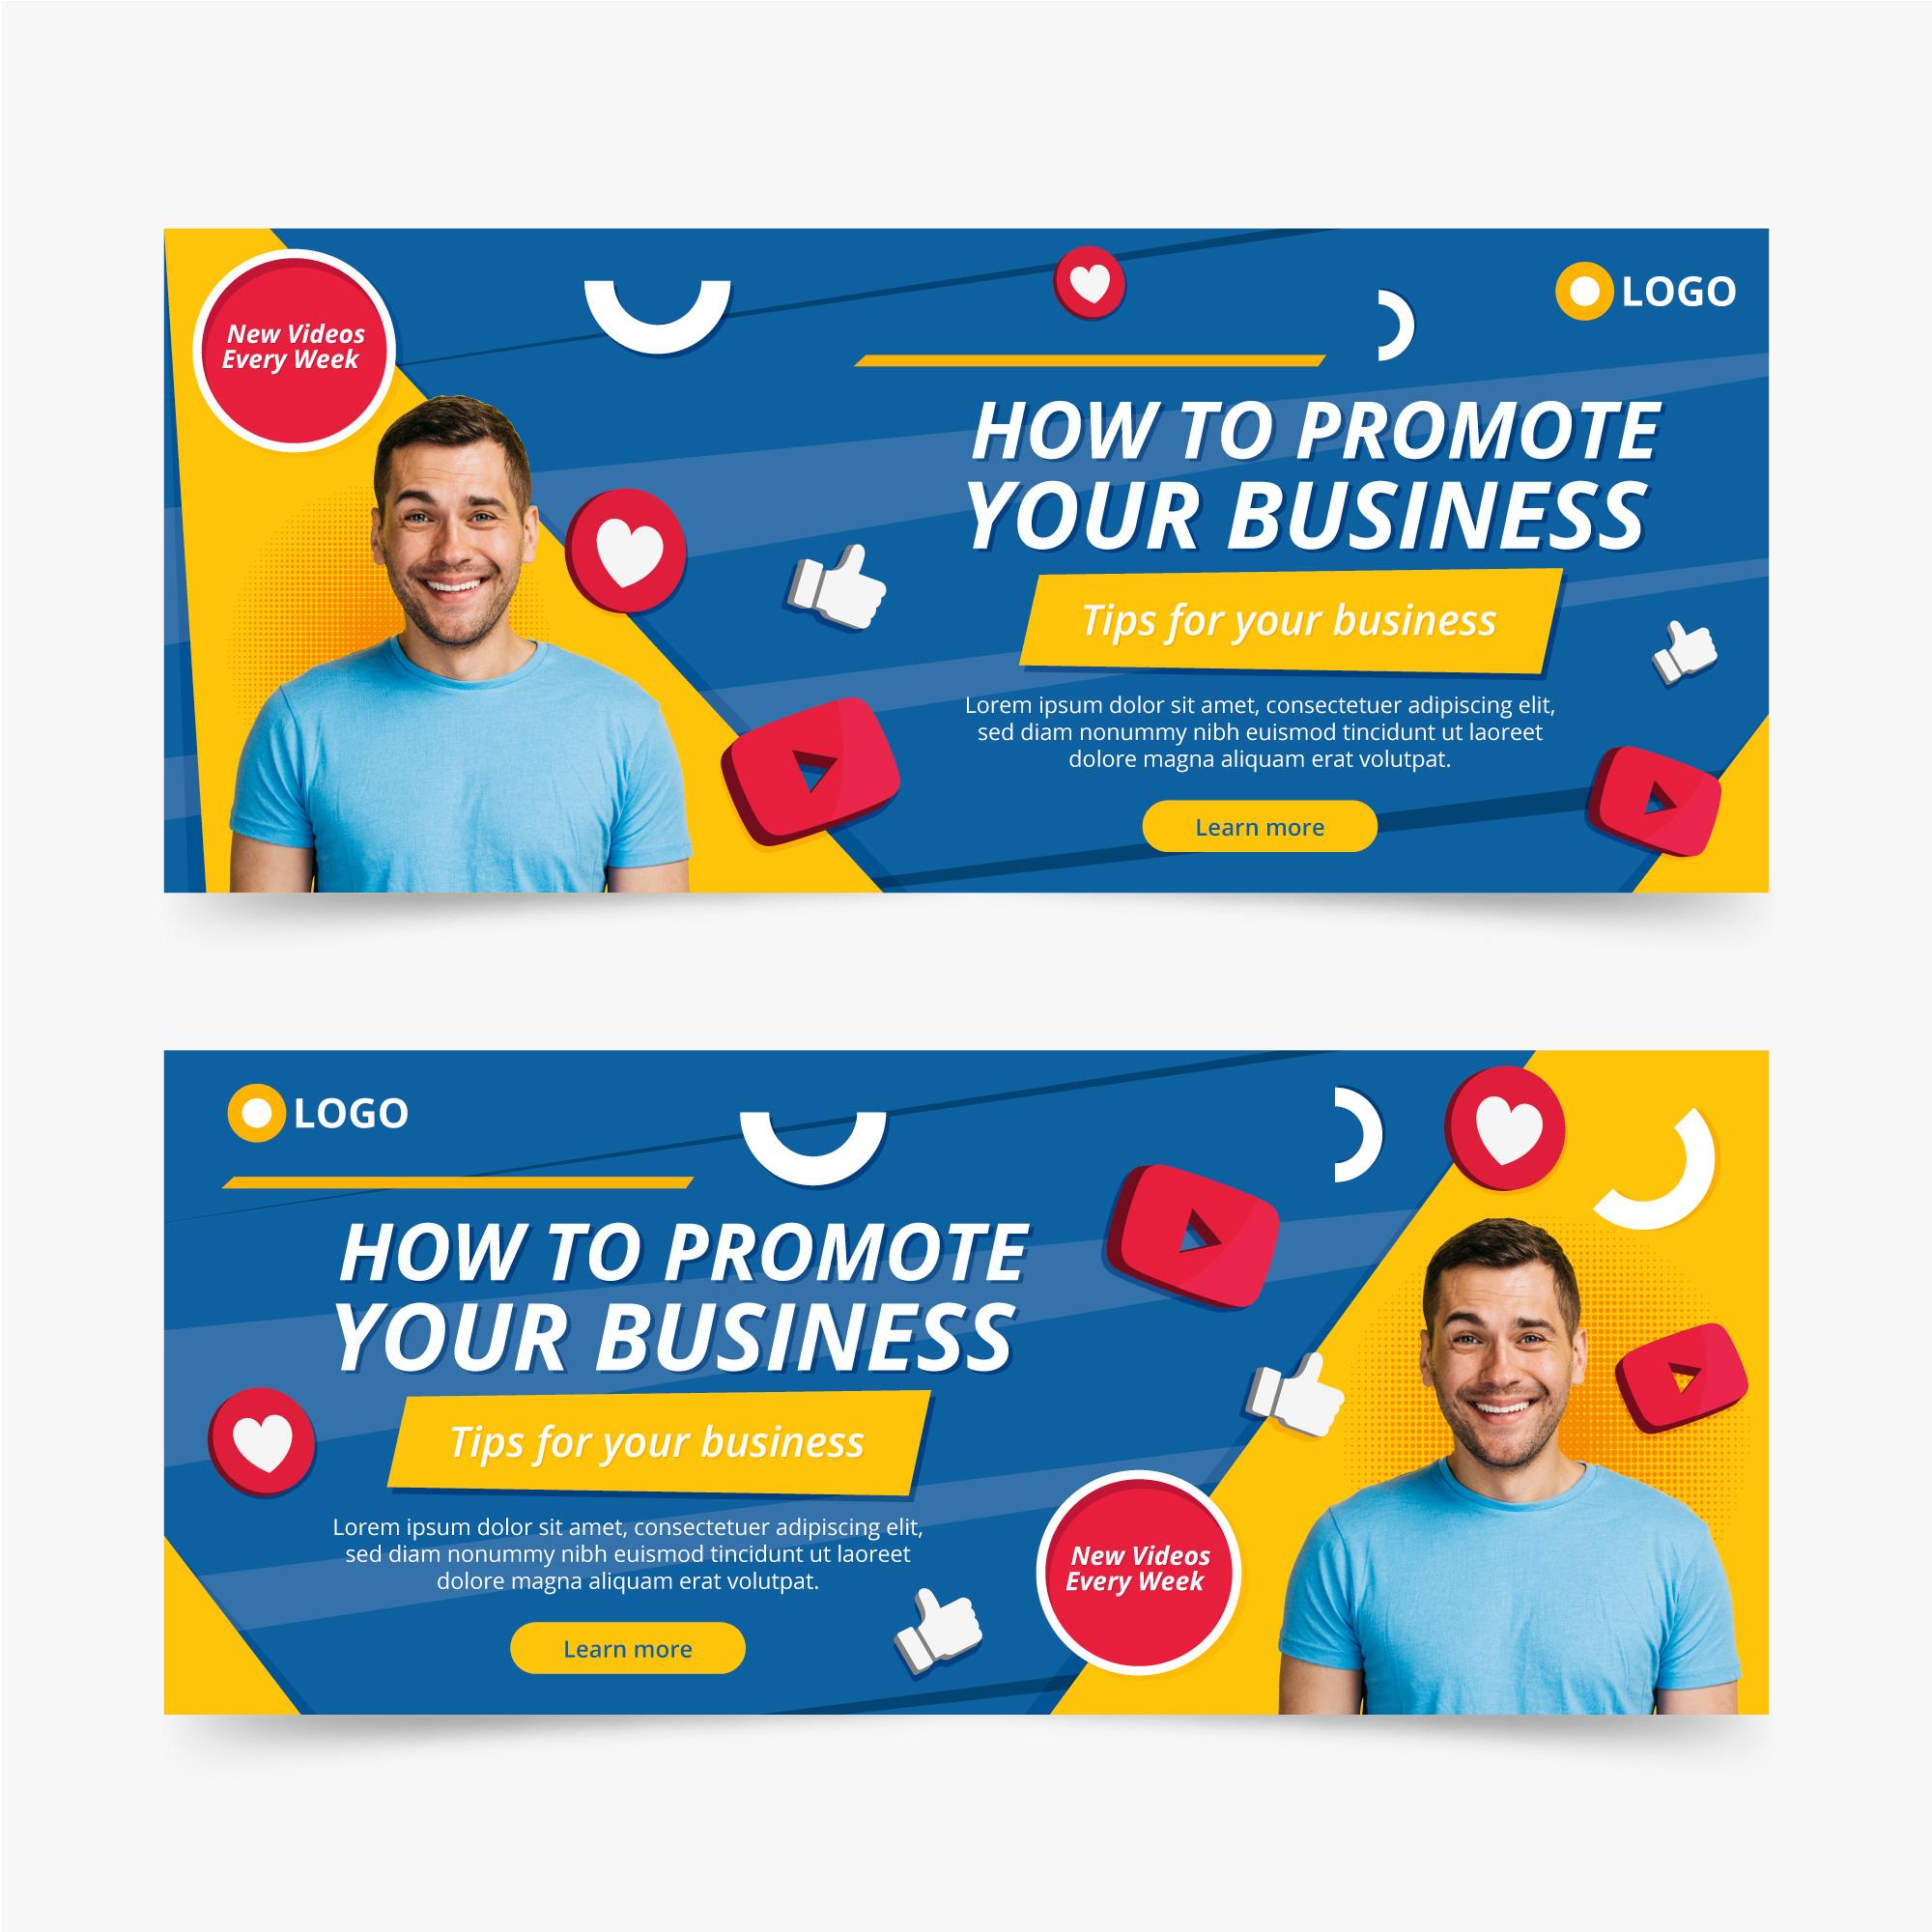 New Videos
Every Week
LOGO
HOW TO PROMOTE
YOUR BUSINESS
Tips for your business
Lorem ipsum dolor sit amet, consectetuer adipiscing elit,
sed diam nonummy nibh euismod tincidunt ut laoreet
dolore magna aliquam erat volutpat.
Learn more
LOGO
HOW TO PROMOTE
YOUR BUSINESS
Tips for your business
Lorem ipsum dolor sit amet, consectetuer adipiscing elit,
sed diam nonummy nibh euismod tincidunt ut laoreet
dolore magna aliquam erat volutpat.
Learn more
New Videos
Every Week